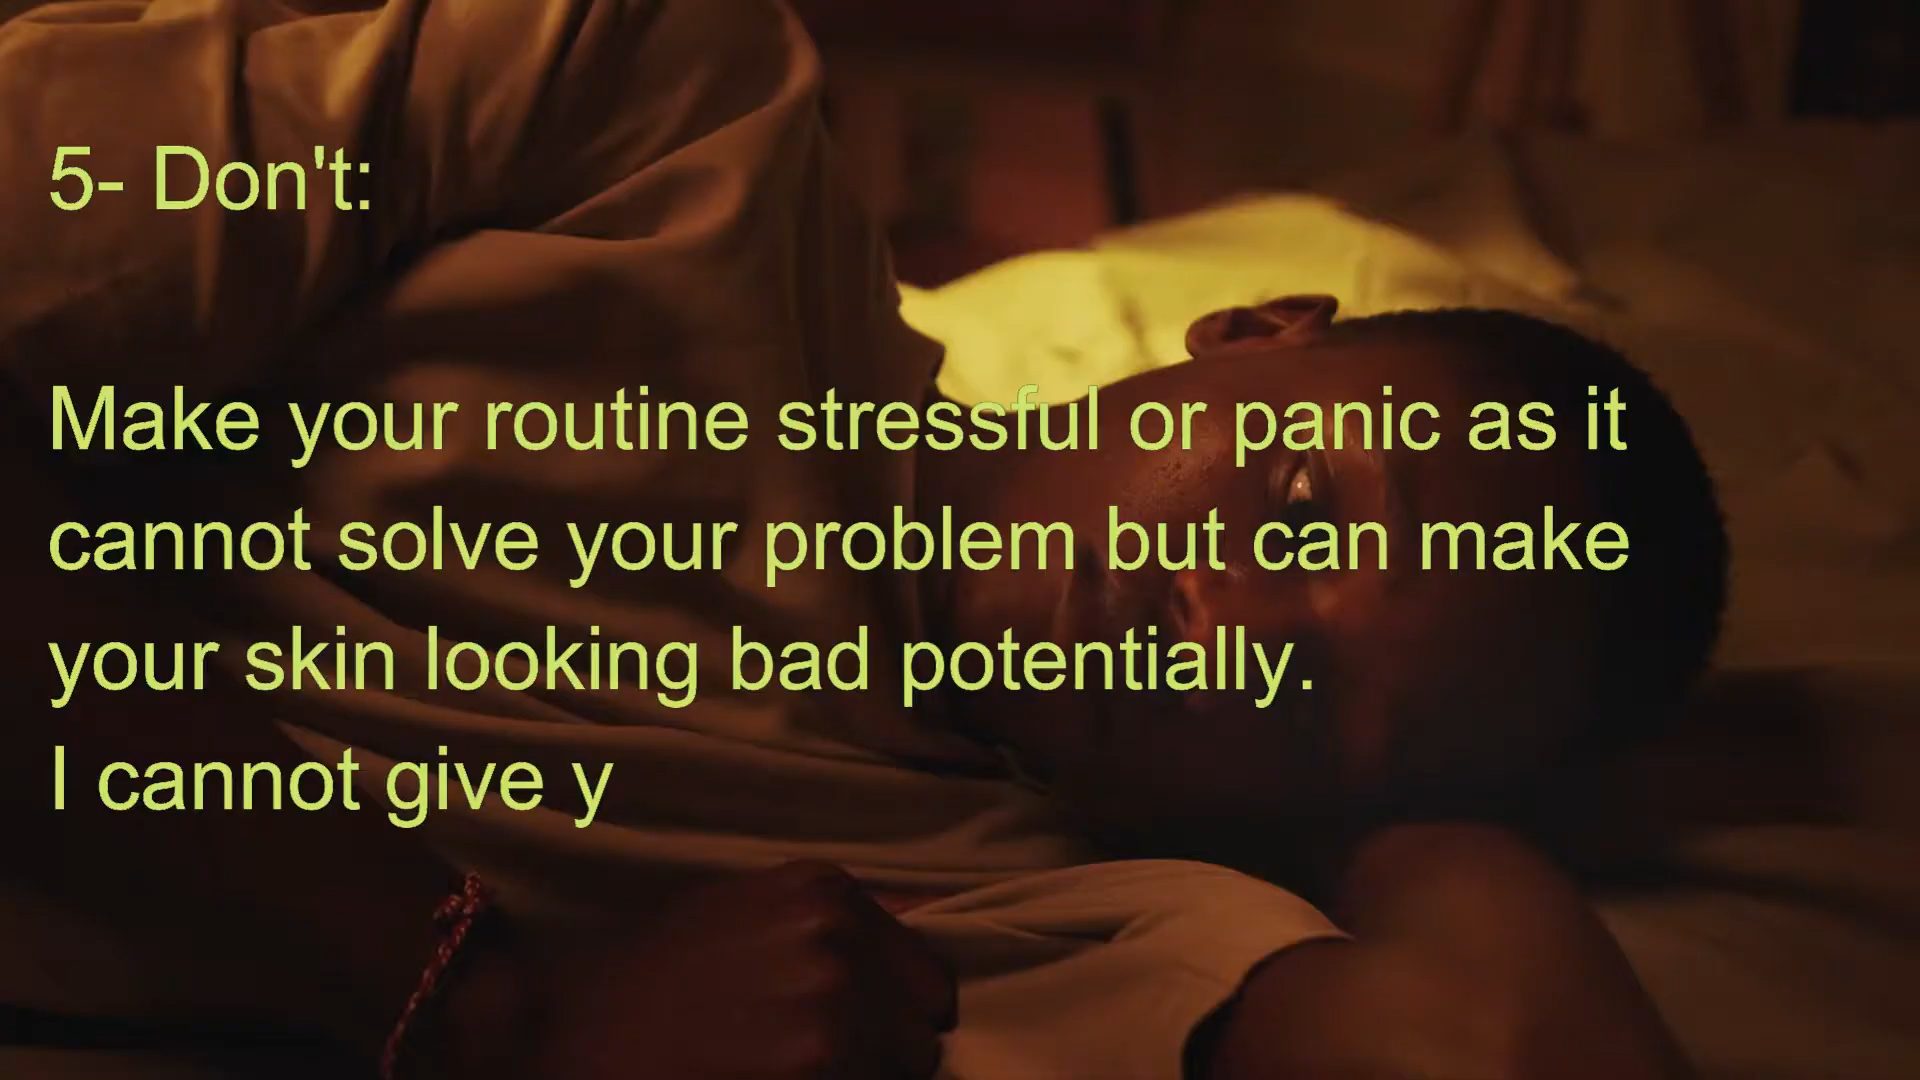 5- Don't:
Make your routine stressful or panic as it
cannot solve your problem but can make
your skin looking bad potentially.
I cannot give y